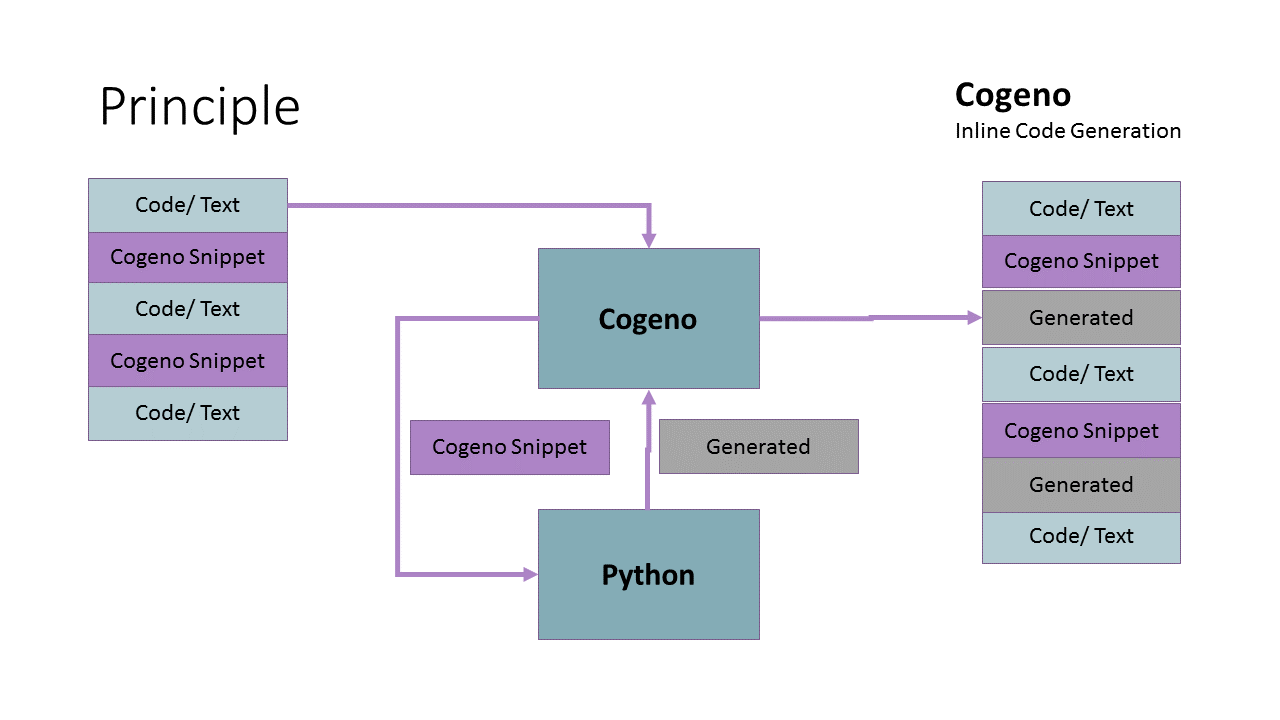 Principle
Cogeno
Inline Code Generation
Code/ Text
Cogeno Snippet
Code/ Text
Cogeno Snippet
Code/ Text
Cogeno
Cogeno Snippet
Generated
Python
Code/ Text
Cogeno Snippet
Generated
Code/ Text
Cogeno Snippet
Generated
Code/ Text